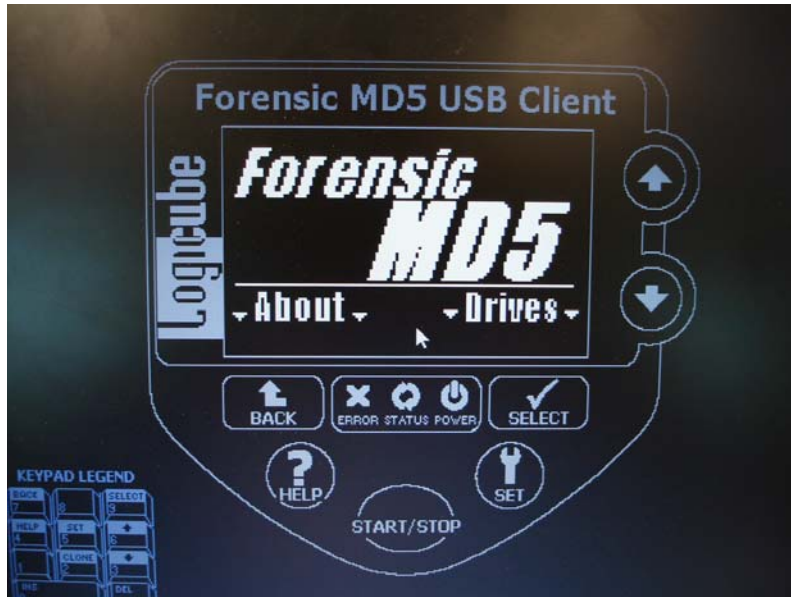 Forensic MD5 USB Client
Logicube
Forensic
MD5
About
Drives
BACK
ERROR STATUS POWER
SELECT
HELP
SET
START/STOP
KEYPAD LEGEND
BACK SELECT
7 8 9
HELP SET
4 5 6
CLONE
1 2 3
INS DEL